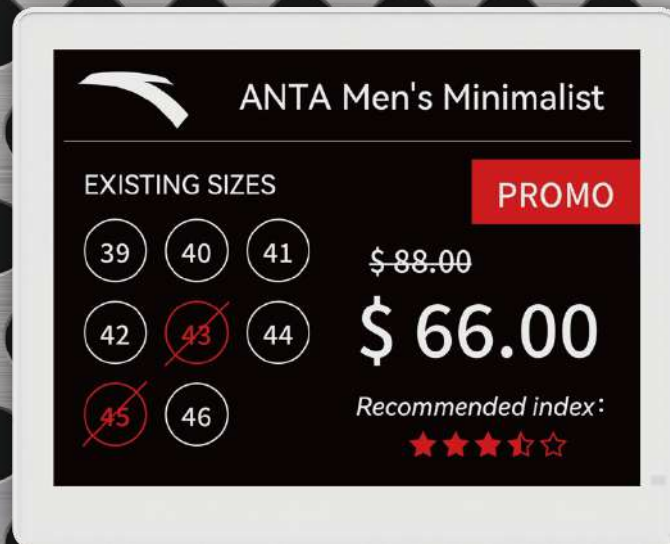 ANTA Men's Minimalist
EXISTING SIZES
39 40 41
42 43 44
45 46
PROMO
$ 88.00
$ 66.00
Recommended index: